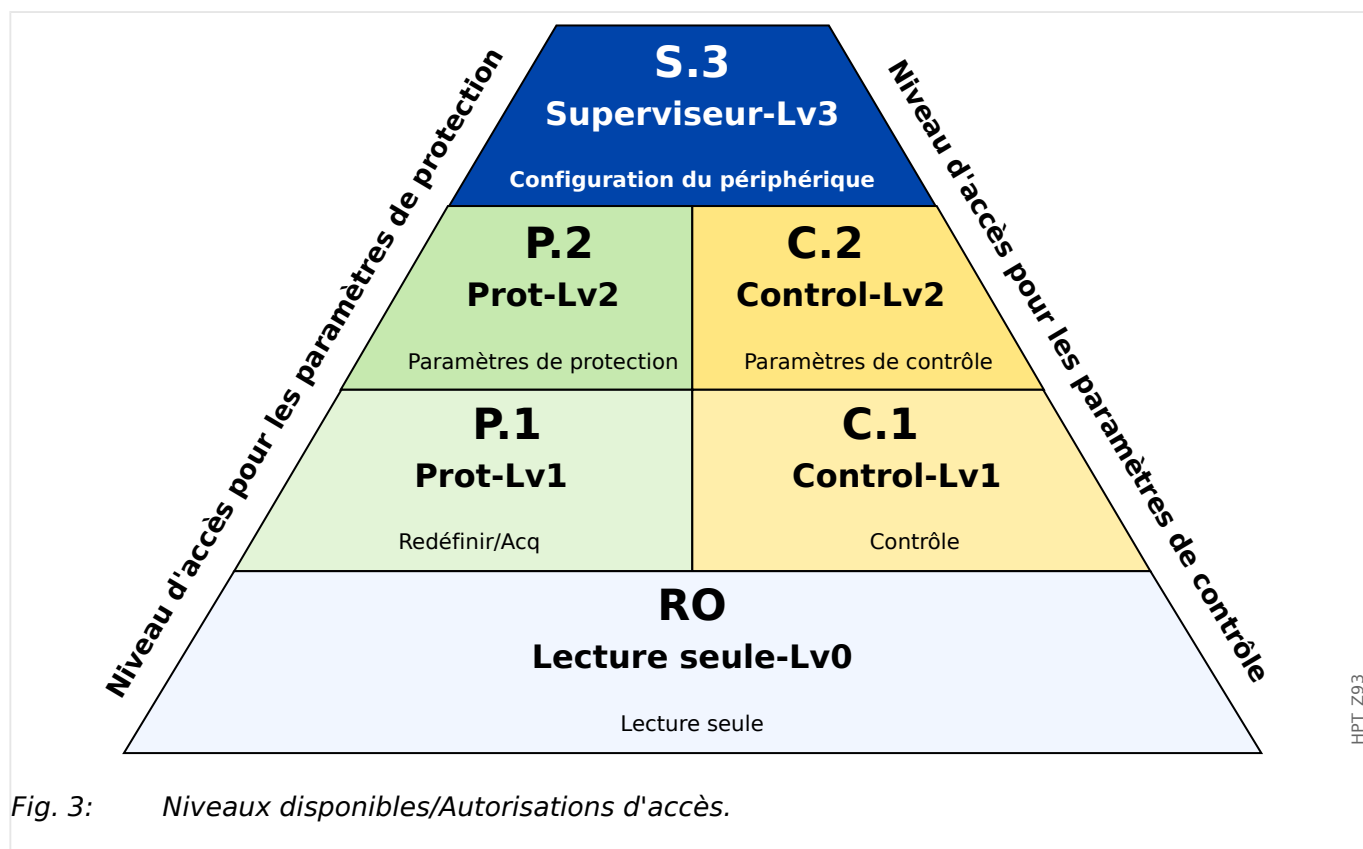 Niveau d'accès pour les paramètres de protection
Niveau d'accès pour les paramètres de contrôle
S.3
Superviseur-Lv3
Configuration du périphérique
P.2
Prot-Lv2
Paramètres de protection
C.2
Control-Lv2
Paramètres de contrôle
P.1
Prot-Lv1
Redéfinir/Acq
C.1
Control-Lv1
Contrôle
RO
Lecture seule-Lv0
Lecture seule
HPT_Z93
Fig. 3: Niveaux disponibles/Autorisations d'accès.